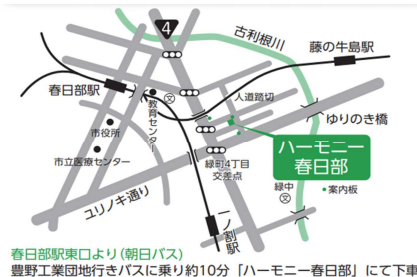 4
古利根川
藤の牛島駅
春日部駅
教育センター
文
人道踏切
市役所
ゆりのき橋
ハーモニー
春日部
市立医療センター
緑町4丁目
交差点
ユリノキ通り
緑中
文
案内板
一ノ割駅
春日部駅東口より(朝日バス)
豊野工業団地行きバスに乗り約10分「ハーモニー春日部」にて下車